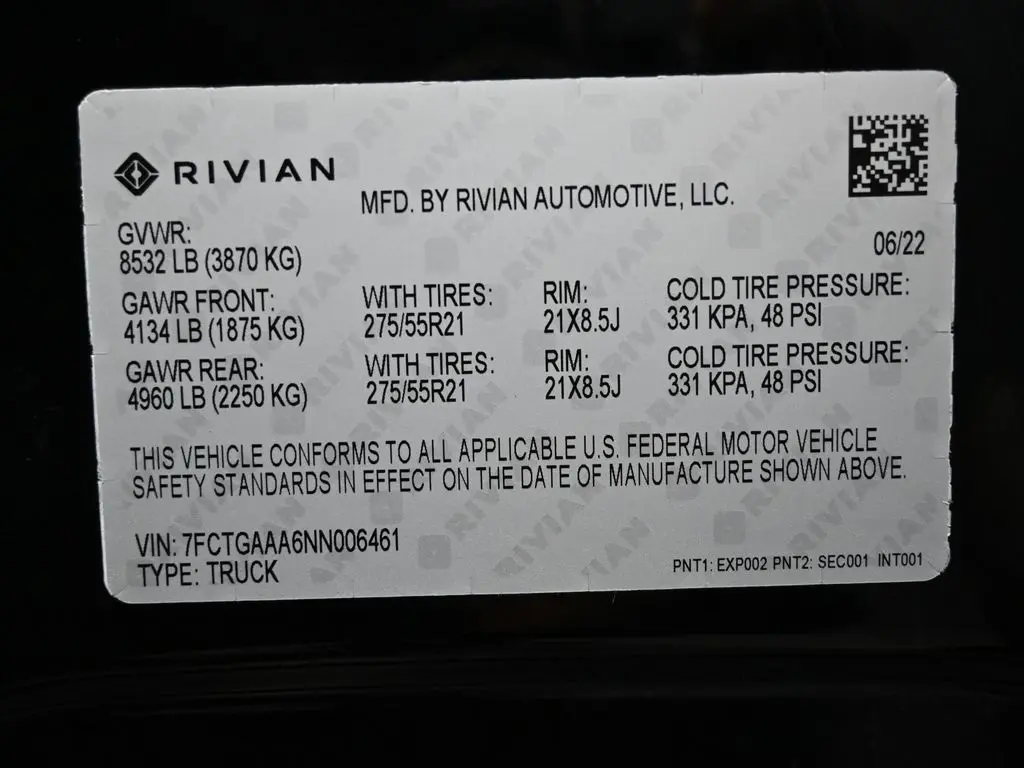 RIVIAN
MFD. BY RIVIAN AUTOMOTIVE, LLC.
GVWR:
8532 LB (3870 KG)
06/22
GAWR FRONT: WITH TIRES: RIM: COLD TIRE PRESSURE:
4134 LB (1875 KG) 275/55R21 21X8.5J 331 KPA, 48 PSI
GAWR REAR: WITH TIRES: RIM: COLD TIRE PRESSURE:
4960 LB (2250 KG) 275/55R21 21X8.5J 331 KPA, 48 PSI
THIS VEHICLE CONFORMS TO ALL APPLICABLE U.S. FEDERAL MOTOR VEHICLE
SAFETY STANDARDS IN EFFECT ON THE DATE OF MANUFACTURE SHOWN ABOVE.
VIN: 7FCTGAAA6NN006461
TYPE: TRUCK
PNT1: EXP002 PNT2: SEC001 INT001